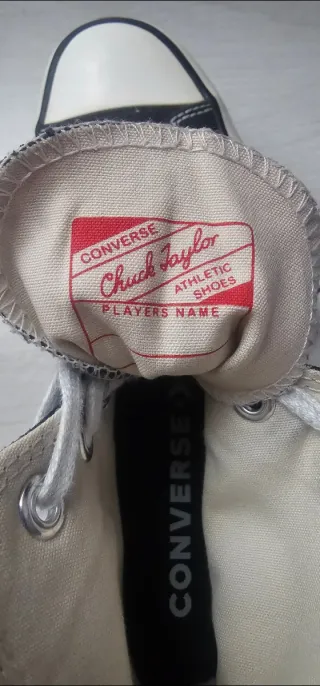 CONVERSE
Chuck Taylor
ATHLETIC
SHOES
PLAYERS NAME
CONVERSE